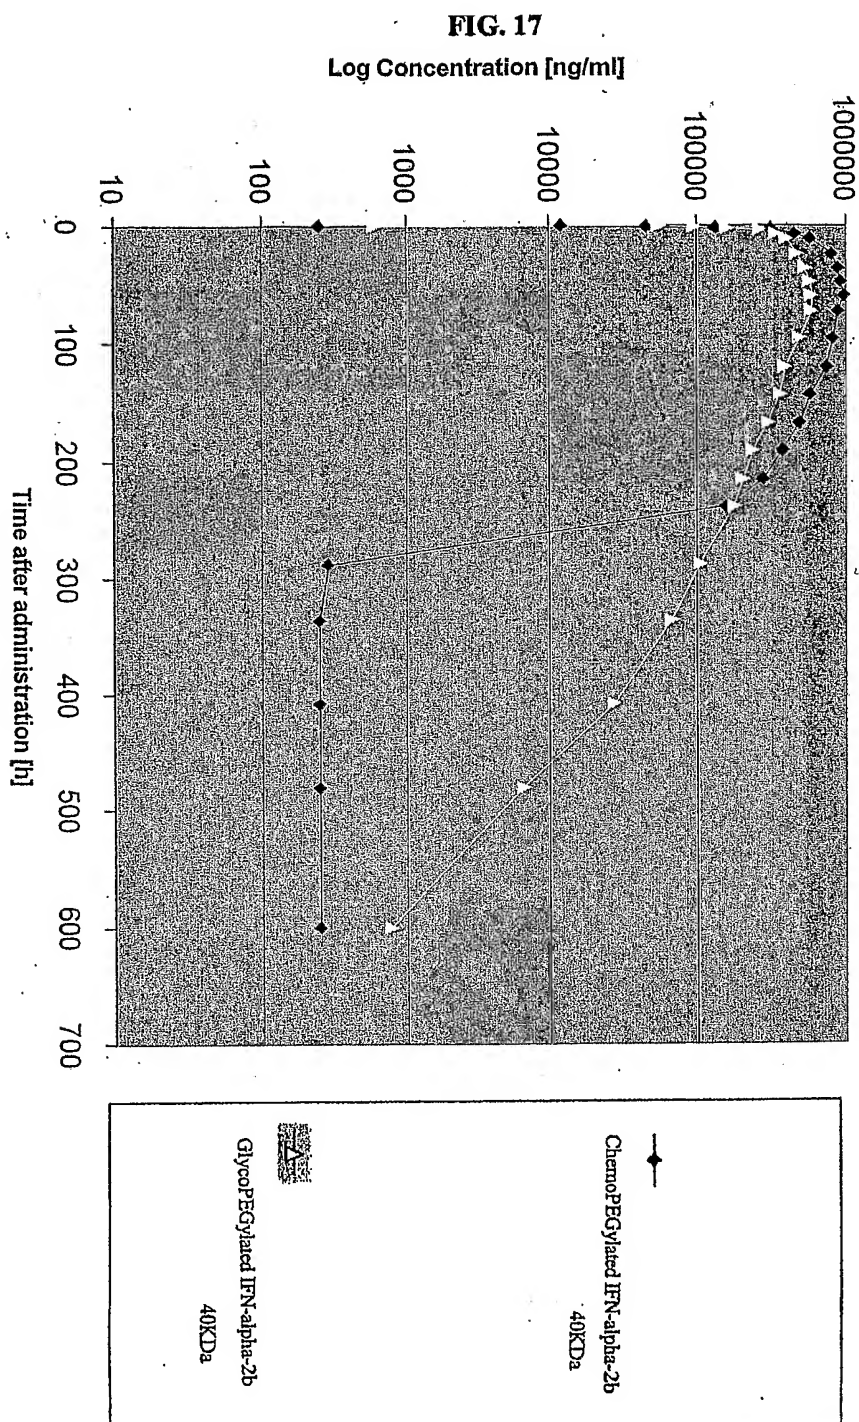 FIG. 17
Log Concentration [ng/ml]
1000000
100000
10000
1000
100
10
0
100
200
300
400
500
600
700
Time after administration [h]
ChemoPEGylated IFN-alpha-2b
40KDa
GlycoPEGylated IFN-alpha-2b
40KDa